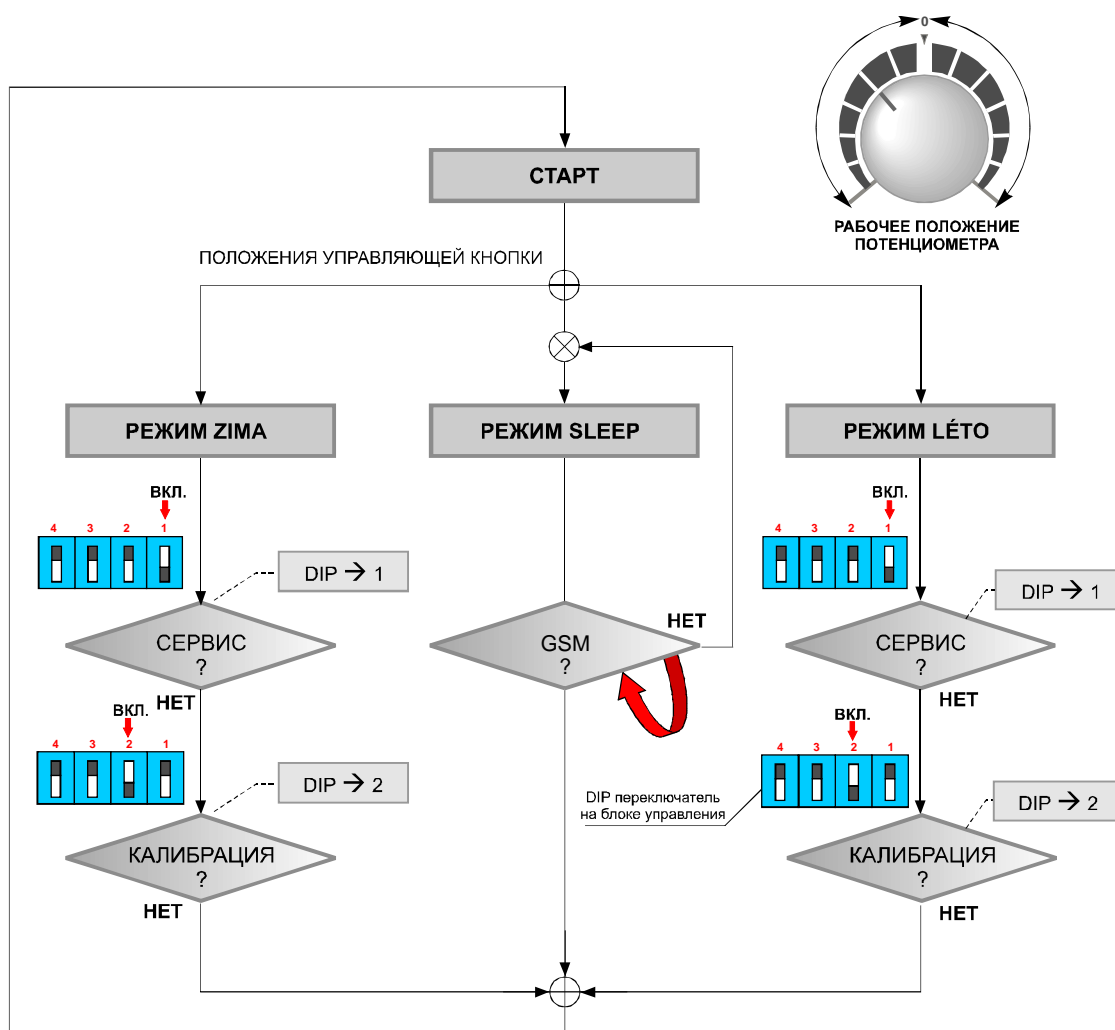 0
СТАРТ
РАБОЧЕЕ ПОЛОЖЕНИЕ
ПОТЕНЦИОМЕТРА
ПОЛОЖЕНИЯ УПРАВЛЯЮЩЕЙ КНОПКИ
РЕЖИМ ZIMA
РЕЖИМ SLEEP
РЕЖИМ LÉTO
ВКЛ.
4 3 2 1
DIP → 1
СЕРВИС
?
НЕТ
ВКЛ.
4 3 2 1
DIP → 2
КАЛИБРАЦИЯ
?
НЕТ
GSM
?
НЕТ
ВКЛ.
4 3 2 1
DIP → 1
СЕРВИС
?
НЕТ
ВКЛ.
4 3 2 1
DIP переключатель
на блоке управления
DIP → 2
КАЛИБРАЦИЯ
?
НЕТ